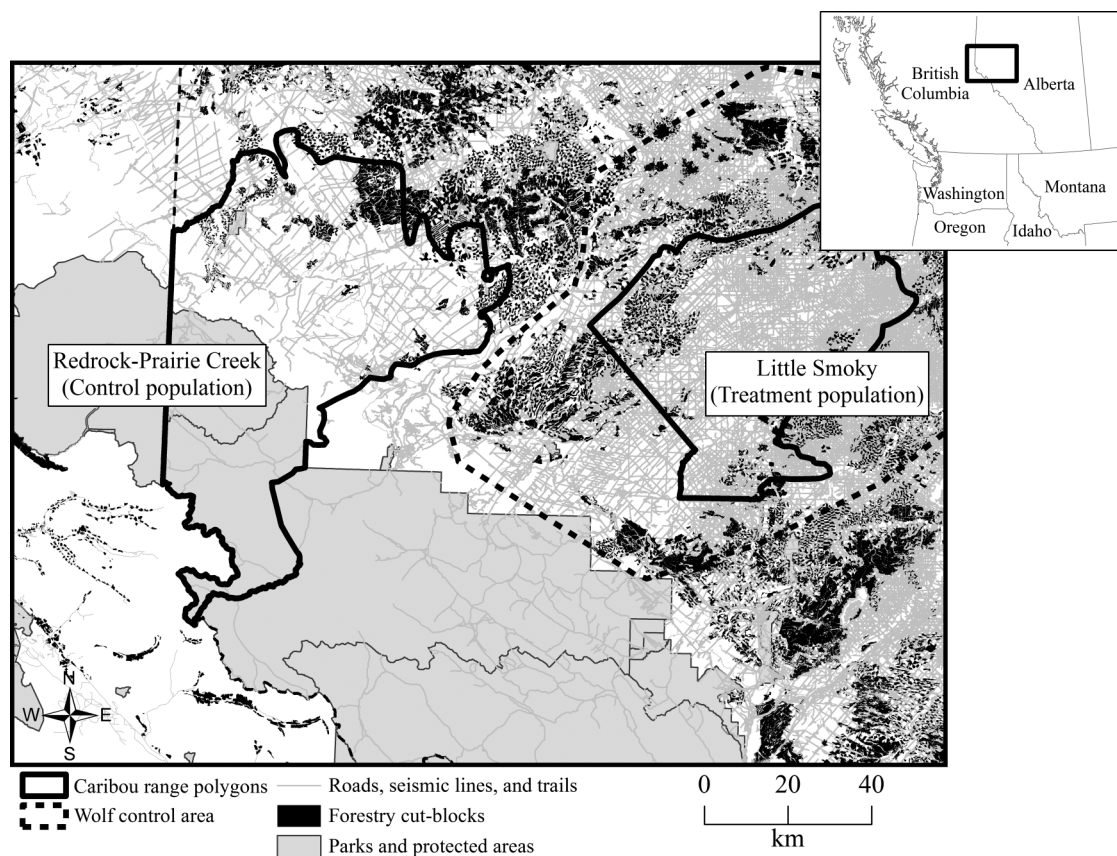 British
Columbia
Alberta
Washington
Montana
Oregon
Idaho
Redrock-Prairie Creek
(Control population)
Little Smoky
(Treatment population)
N
W
E
S
Caribou range polygons
Wolf control area
Roads, seismic lines, and trails
Forestry cut-blocks
Parks and protected areas
0 20 40
km